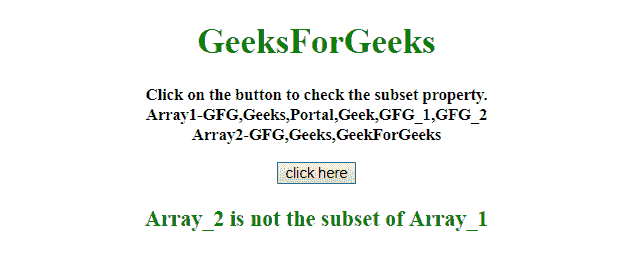 GeeksForGeeks
Click on the button to check the subset property.
Array1-GFG,Geeks,Portal,Geek,GFG_1,GFG_2
Array2-GFG,Geeks,GeekForGeeks
click here
Array_2 is not the subset of Array_1